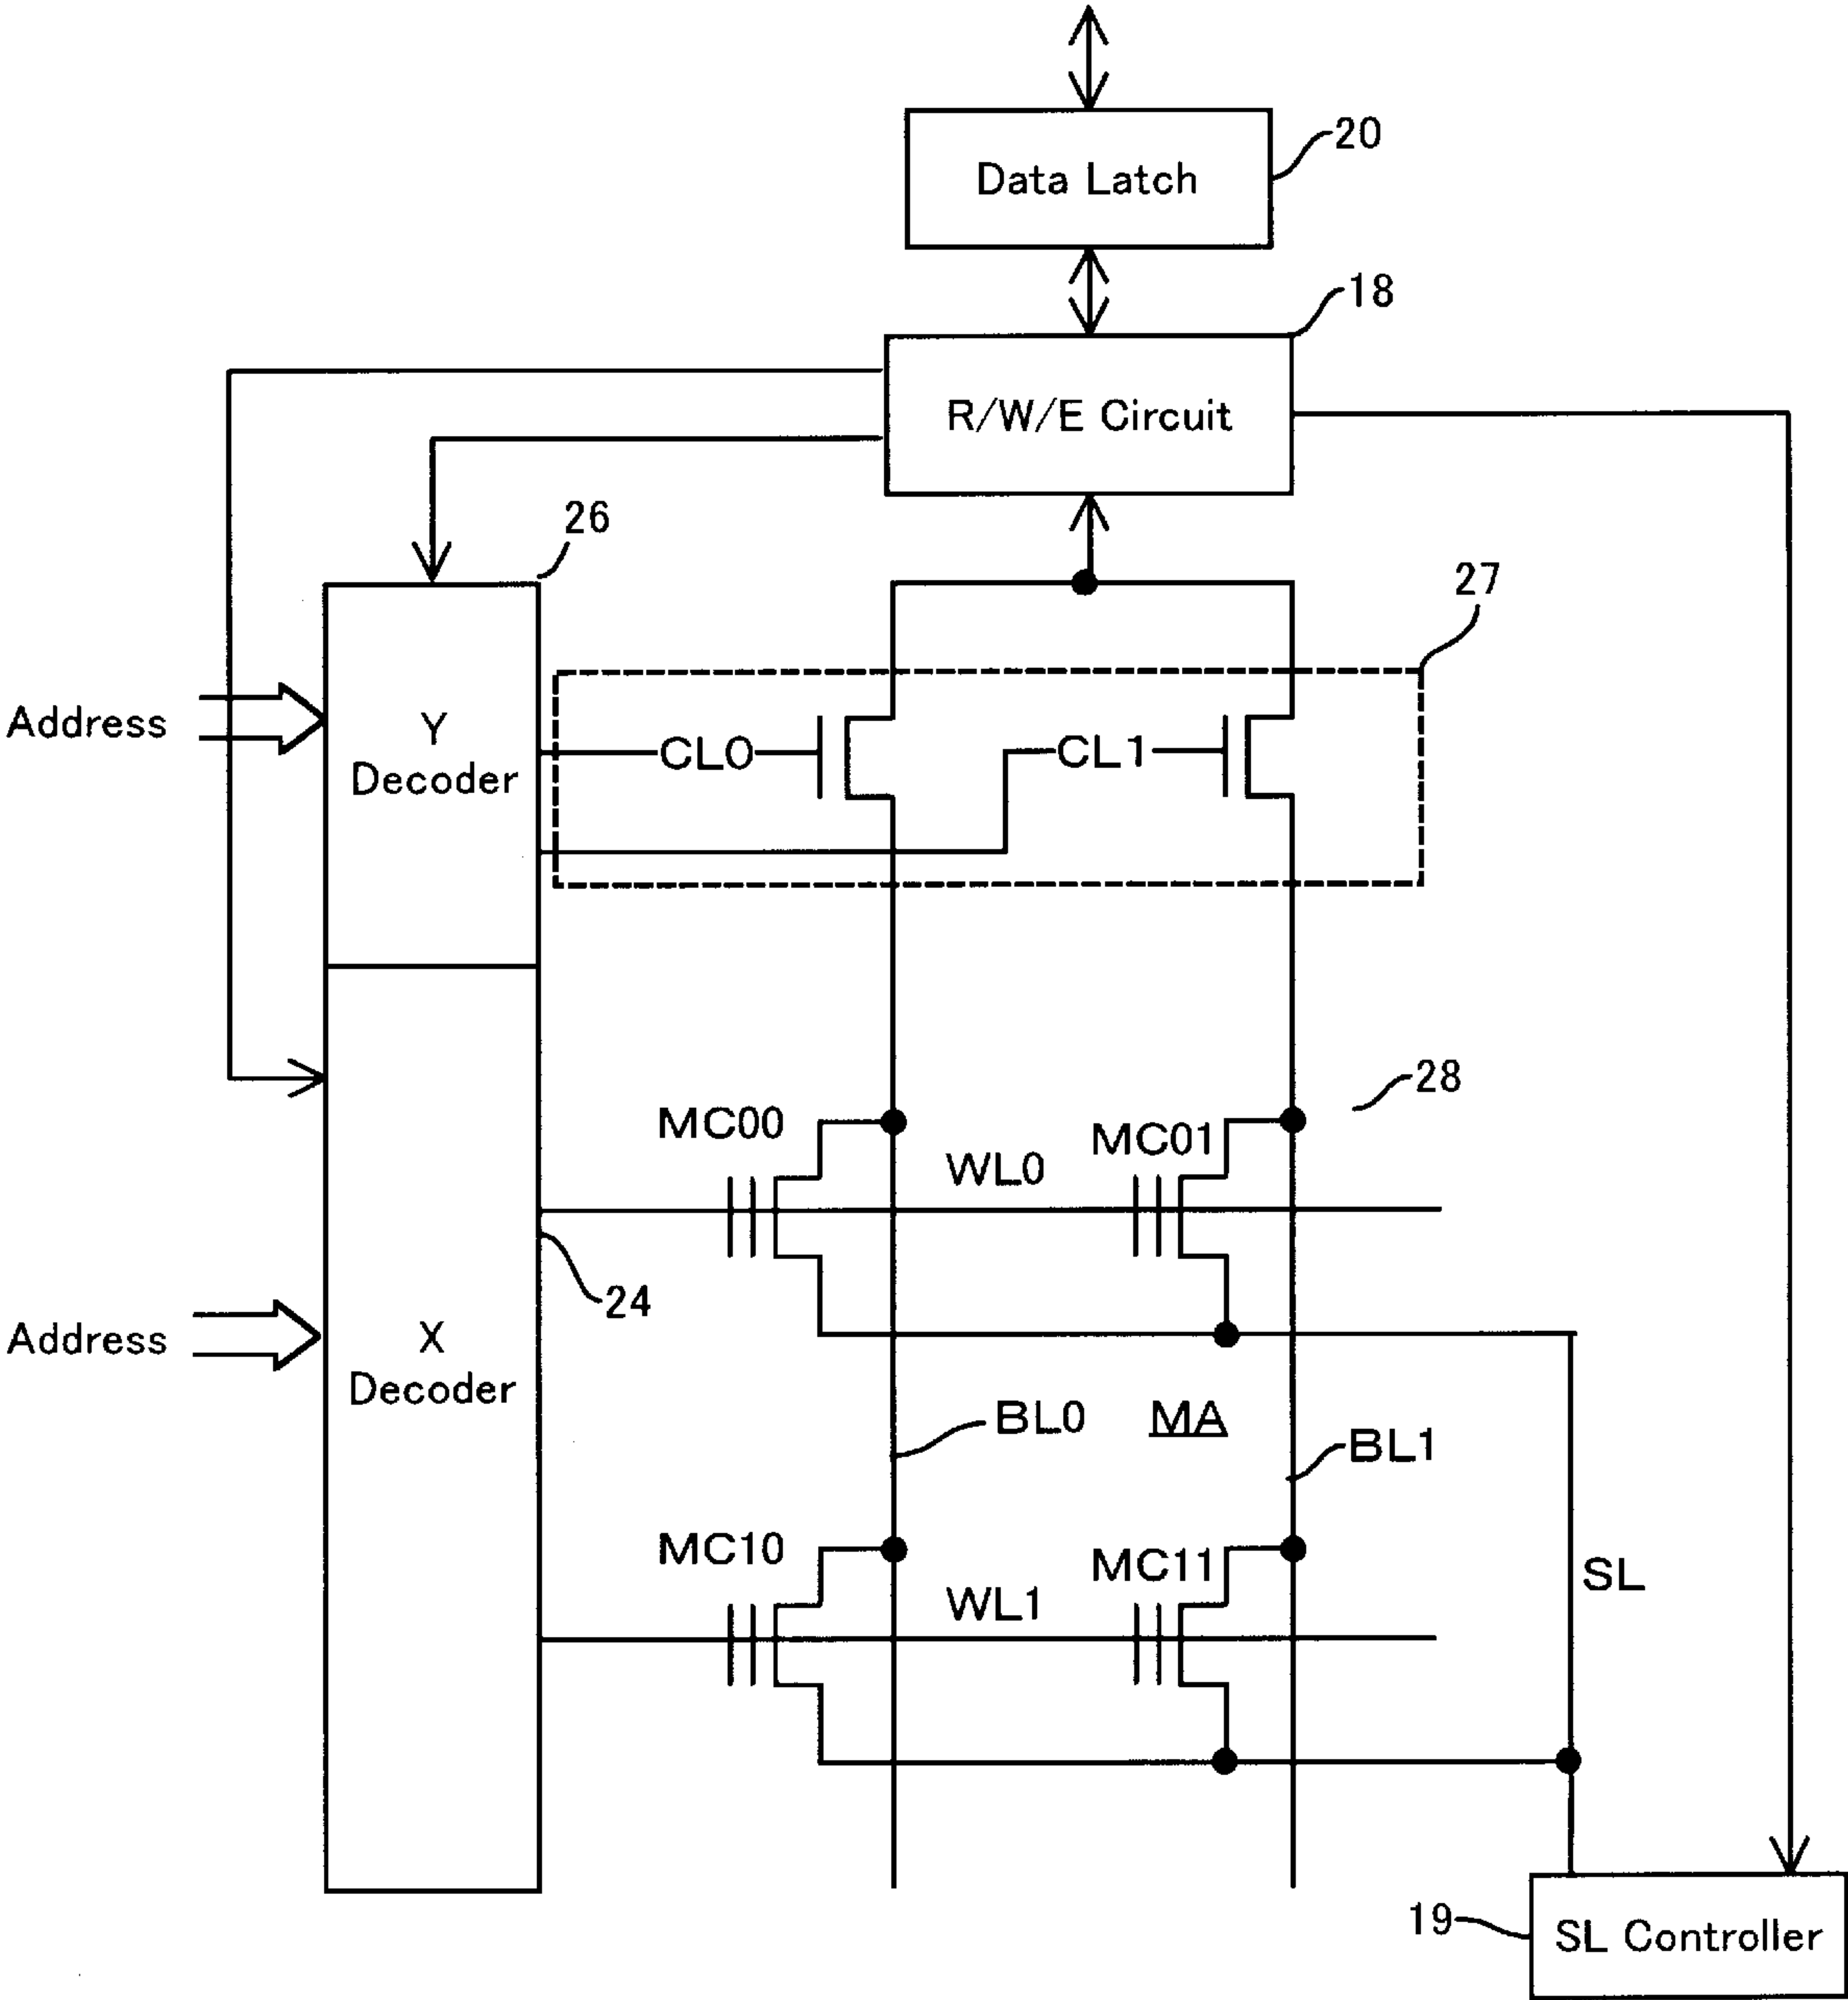 20
Data Latch
18
R/W/E Circuit
26
27
Address
Y
Decoder
CL0
CL1
28
MC00
MC01
WL0
24
Address
X
Decoder
BL0
MA
BL1
MC10
MC11
SL
WL1
19
SL Controller